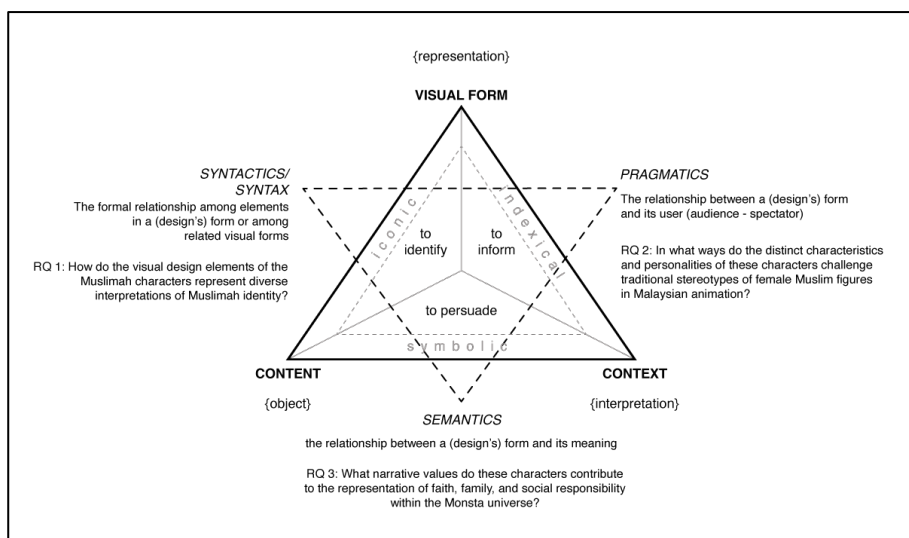 {representation}
VISUAL FORM
SYNTACTICS/
SYNTAX
The formal relationship among elements
in a (design's) form or among
related visual forms
RQ 1: How do the visual design elements of the
Muslimah characters represent diverse
interpretations of Muslimah identity?
PRAGMATICS
The relationship between a (design's) form
and its user (audience - spectator)
RQ 2: In what ways do the distinct characteristics
and personalities of these characters challenge
traditional stereotypes of female Muslim figures
in Malaysian animation?
iconic
to
identify
to
inform
indexical
to persuade
symbolic
CONTENT
{object}
CONTEXT
{interpretation}
SEMANTICS
the relationship between a (design's) form and its meaning
RQ 3: What narrative values do these characters contribute
to the representation of faith, family, and social responsibility
within the Monsta universe?